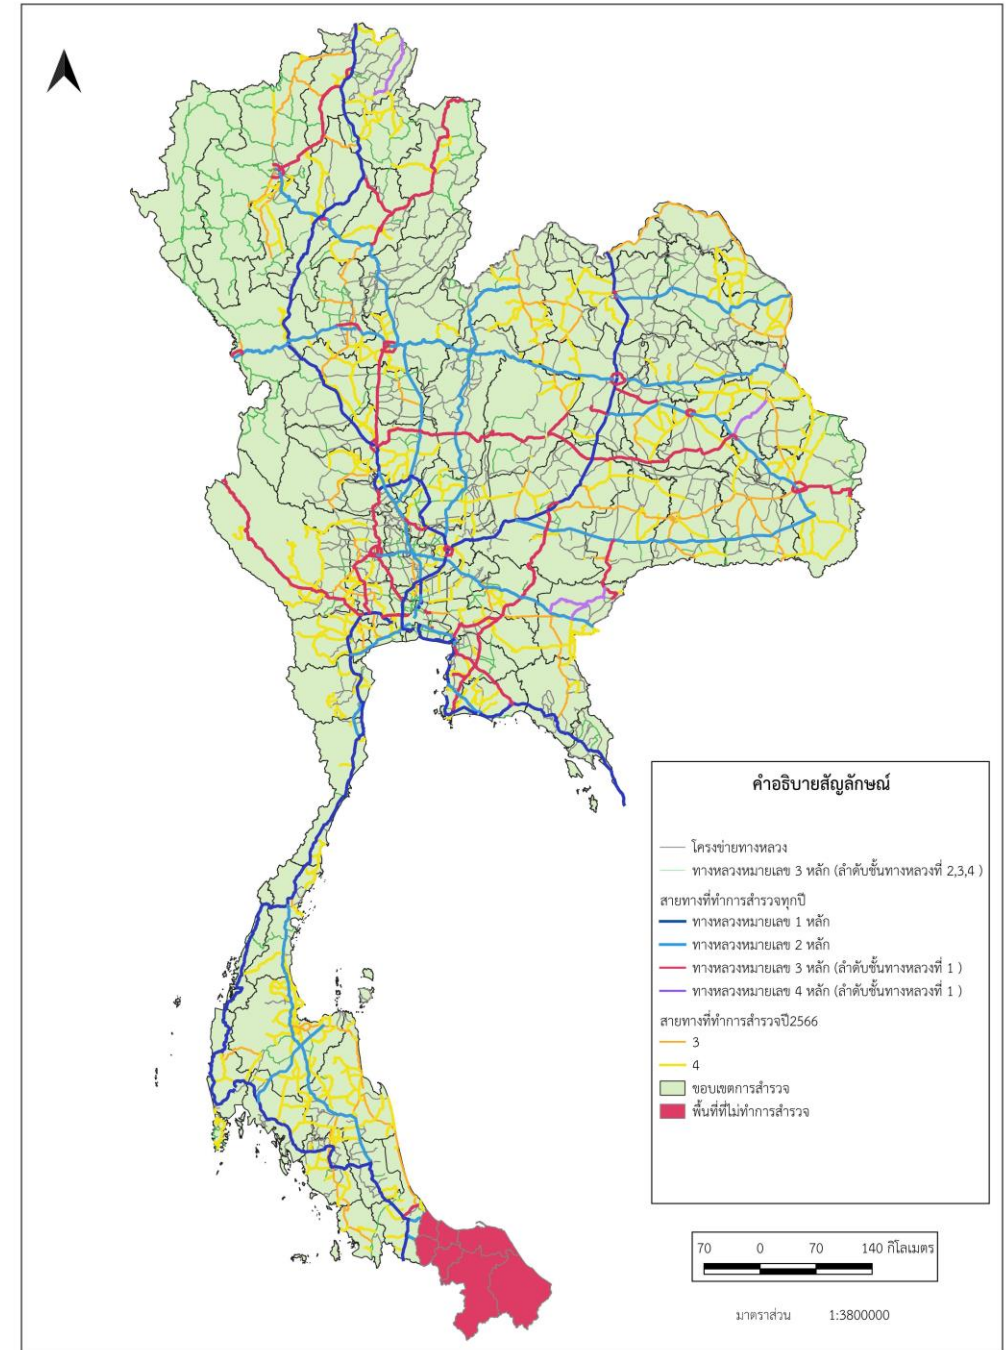 คำอธิบายสัญลักษณ์
โครงข่ายทางหลวง
ทางหลวงหมายเลข 3 หลัก (ลำดับชั้นทางหลวงที่ 2,3,4 )
สายทางที่ทำการสำรวจทุกปี
ทางหลวงหมายเลข 1 หลัก
ทางหลวงหมายเลข 2 หลัก
ทางหลวงหมายเลข 3 หลัก (ลำดับชั้นทางหลวงที่ 1 )
ทางหลวงหมายเลข 4 หลัก (ลำดับชั้นทางหลวงที่ 1 )
สายทางที่ทำการสำรวจปี2566
3
4
ขอบเขตการสำรวจ
พื้นที่ที่ไม่ทำการสำรวจ
70 0 70 140 กิโลเมตร
มาตราส่วน 1:3800000